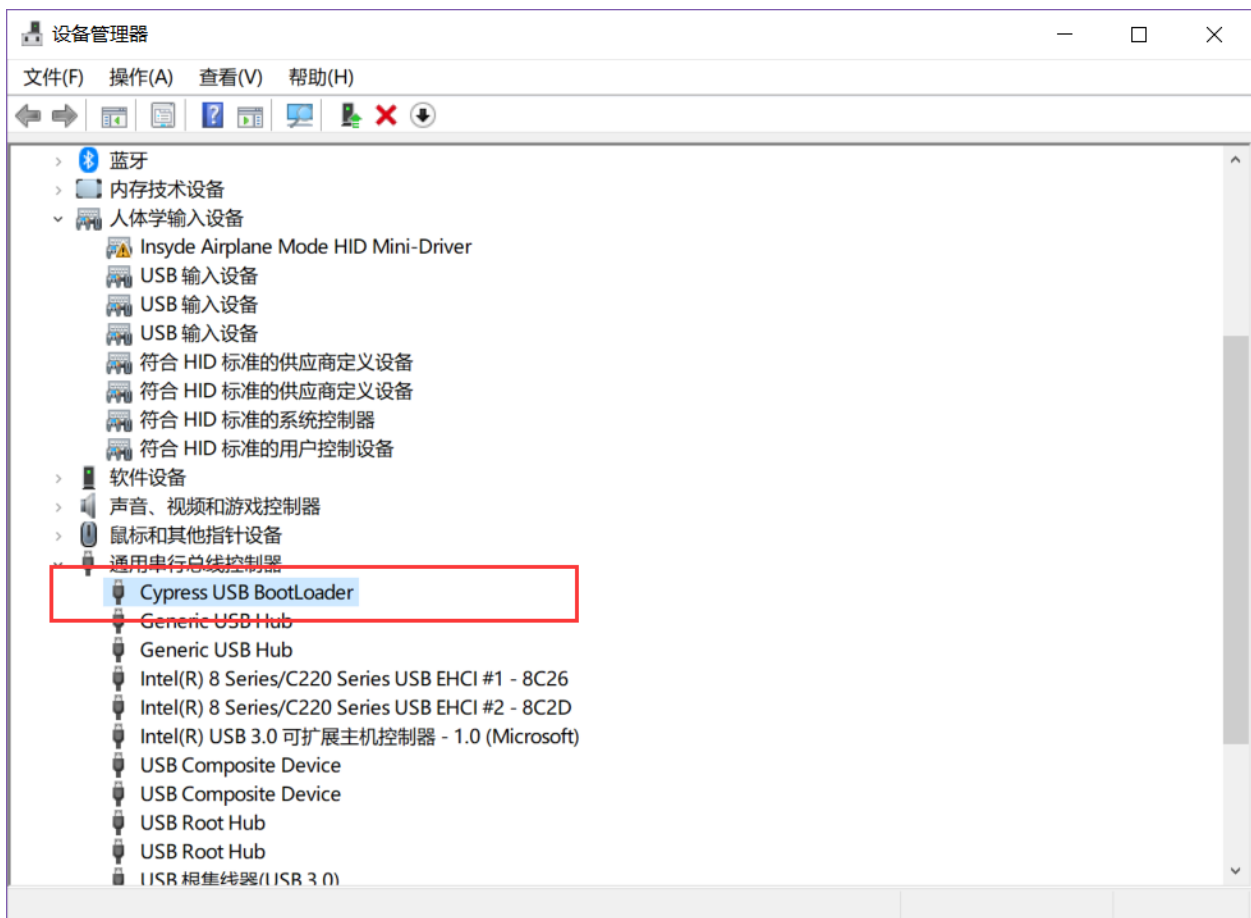 设备管理器
文件(F) 操作(A) 查看(V) 帮助(H)
蓝牙
内存技术设备
人体学输入设备
Insyde Airplane Mode HID Mini-Driver
USB 输入设备
USB 输入设备
USB 输入设备
符合 HID 标准的供应商定义设备
符合 HID 标准的供应商定义设备
符合 HID 标准的系统控制器
符合 HID 标准的用户控制设备
软件设备
声音、视频和游戏控制器
鼠标和其他指针设备
通用串行总线控制器
Cypress USB BootLoader
Generic USB Hub
Generic USB Hub
Intel(R) 8 Series/C220 Series USB EHCI #1 - 8C26
Intel(R) 8 Series/C220 Series USB EHCI #2 - 8C2D
Intel(R) USB 3.0 可扩展主机控制器 - 1.0 (Microsoft)
USB Composite Device
USB Composite Device
USB Root Hub
USB Root Hub
USB 根集线器(USB 3.0)